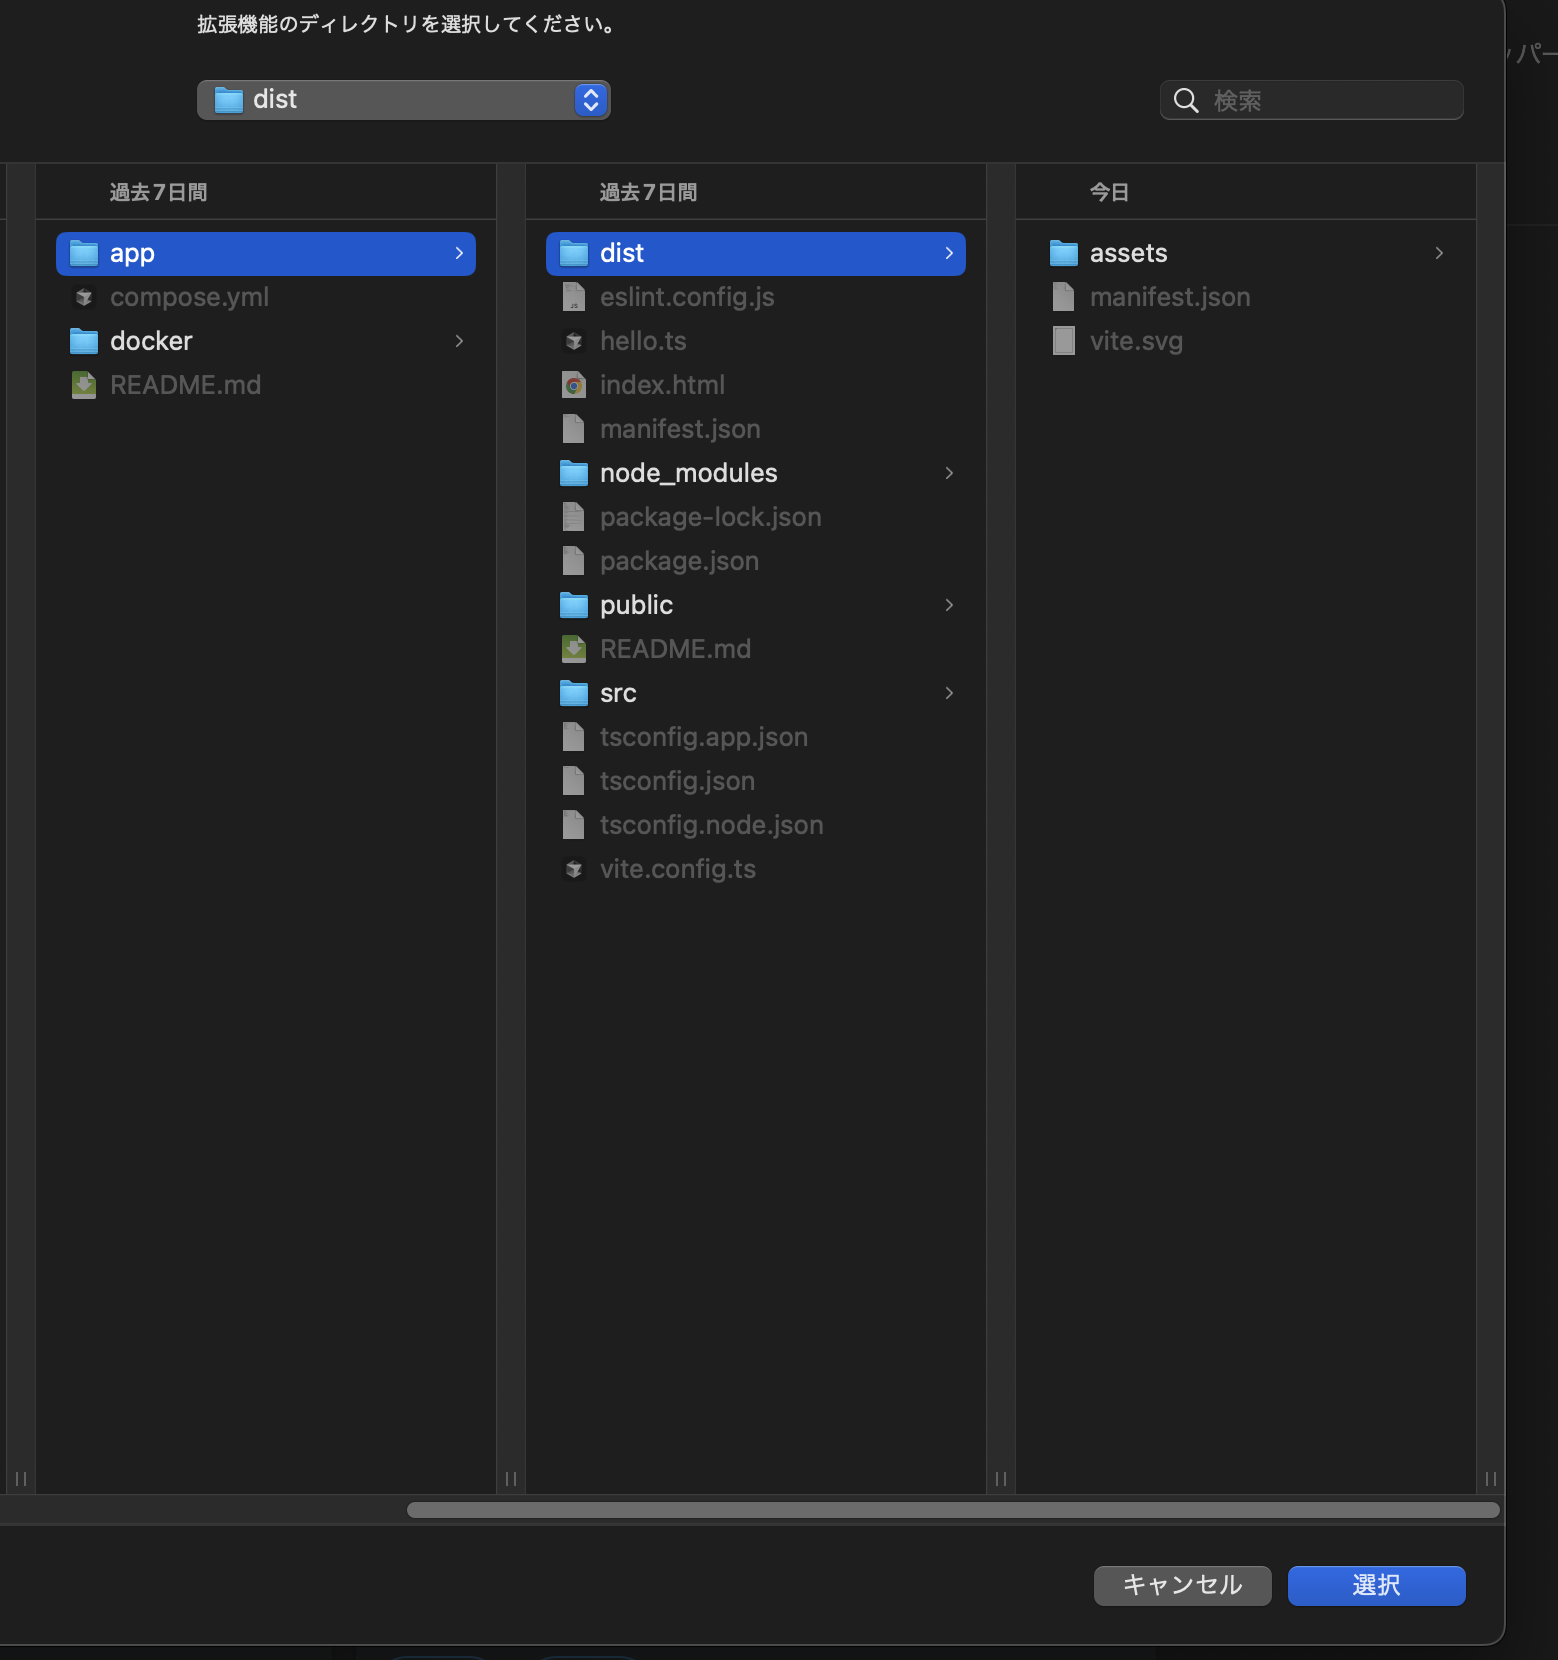 拡張機能のディレクトリを選択してください。
dist
検索
過去7日間
app
compose.yml
docker
README.md
過去7日間
dist
eslint.config.js
hello.ts
index.html
manifest.json
node_modules
package-lock.json
package.json
public
README.md
src
tsconfig.app.json
tsconfig.json
tsconfig.node.json
vite.config.ts
今日
assets
manifest.json
vite.svg
キャンセル
選択